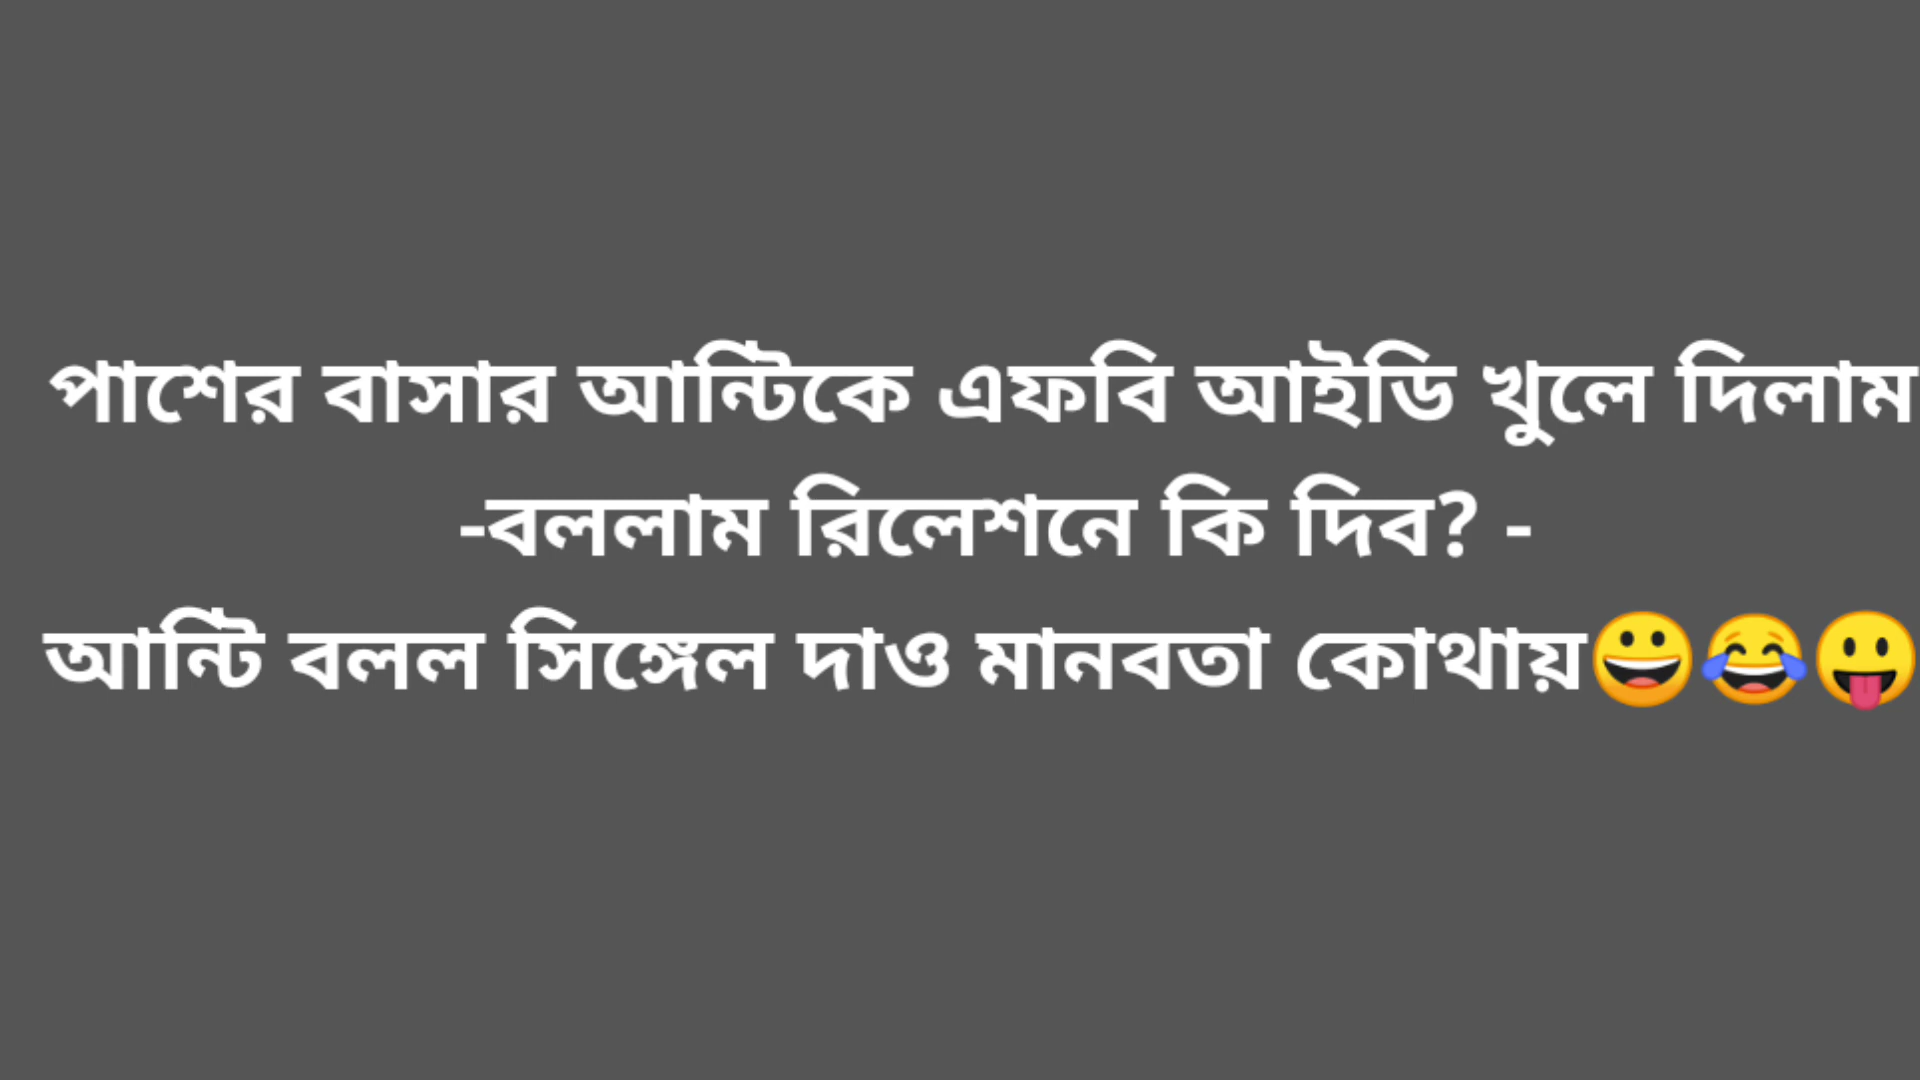 পাশের বাসার আন্টিকে এফবি আইডি খুলে দিলাম
-বললাম রিলেশনে কি দিব? -
আন্টি বলল সিঙ্গেল দাও মানবতা কোথায়😀😂😛